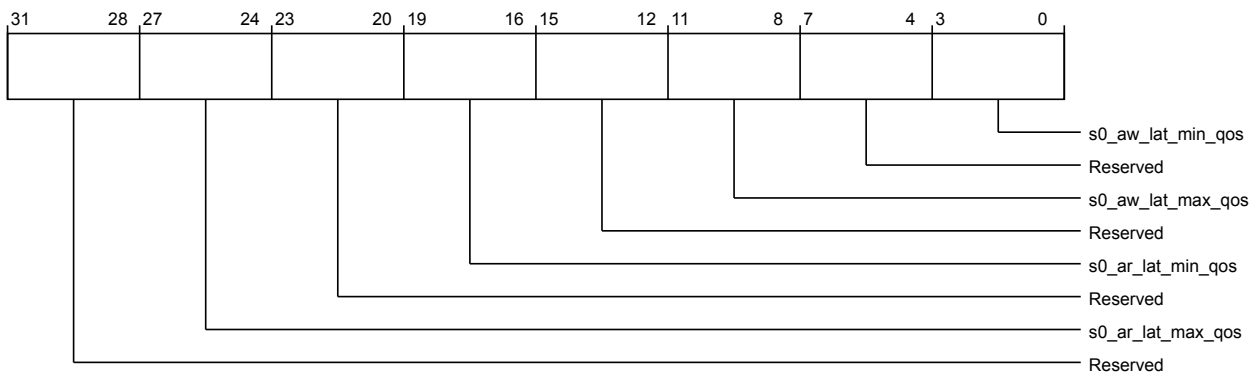 31 28 27 24 23 20 19 16 15 12 11 8 7 4 3 0
s0_aw_lat_min_qos
Reserved
s0_aw_lat_max_qos
Reserved
s0_ar_lat_min_qos
Reserved
s0_ar_lat_max_qos
Reserved